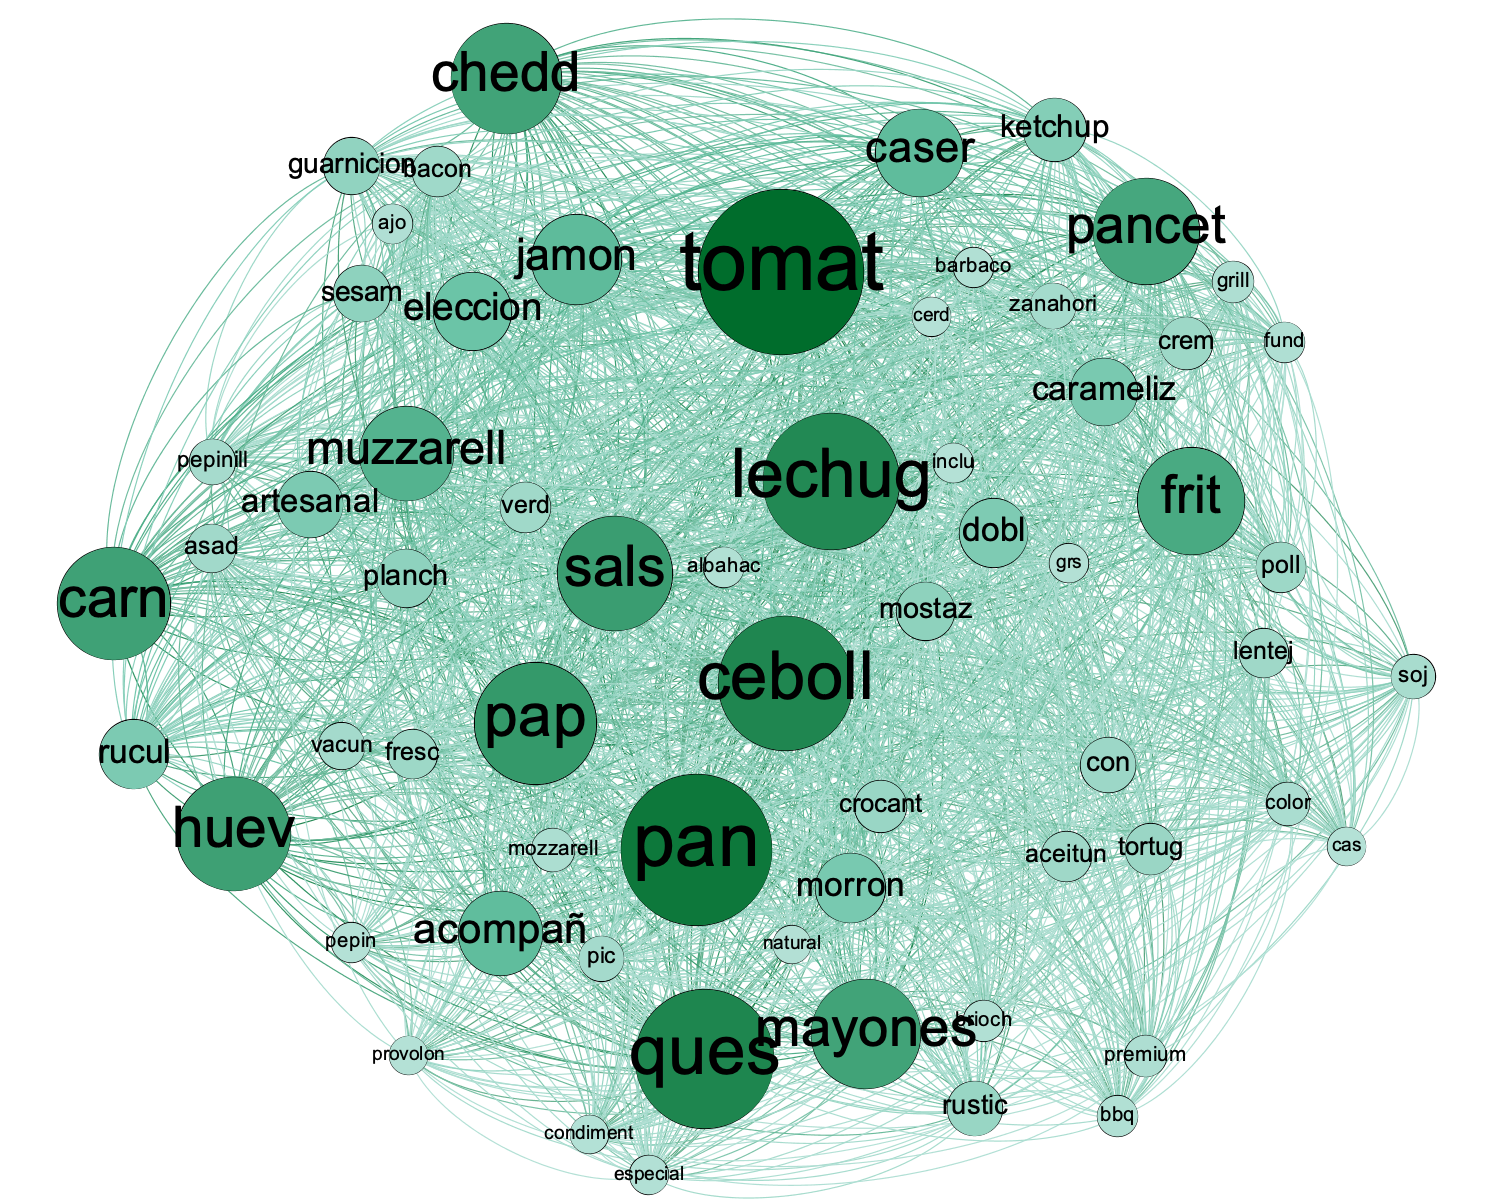 chedd
ketchup
caser
guarnicion
bacon
ajo
pancet
jamon
tomat
barbaco
grill
sesam
eleccion
zanahori
cerd
crem
fund
carameliz
muzzarell
pepinill
lechug
inclu
artesanal
verd
frit
dobl
asad
planch
sals
albahac
grs
poll
carn
mostaz
lentej
ceboll
soj
pap
rucul
vacun
fresc
con
crocant
color
huev
mozzarell
pan
aceitun
tortug
cas
morron
acompañ
pepin
pic
natural
mayones
brioch
provolon
ques
premium
rustic
bbq
condiment
especial